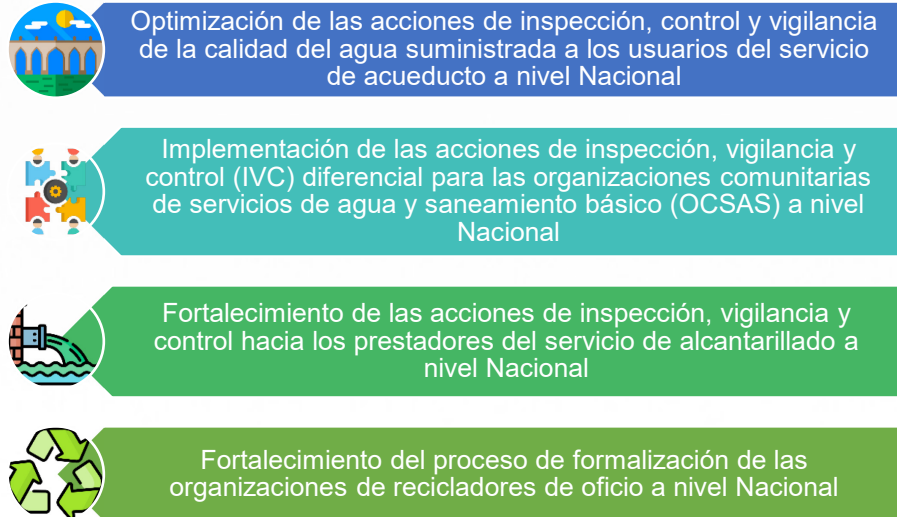 Optimización de las acciones de inspección, control y vigilancia
de la calidad del agua suministrada a los usuarios del servicio
de acueducto a nivel Nacional
Implementación de las acciones de inspección, vigilancia y
control (IVC) diferencial para las organizaciones comunitarias
de servicios de agua y saneamiento básico (OCSAS) a nivel
Nacional
Fortalecimiento de las acciones de inspección, vigilancia y
control hacia los prestadores del servicio de alcantarillado a
nivel Nacional
Fortalecimiento del proceso de formalización de las
organizaciones de recicladores de oficio a nivel Nacional